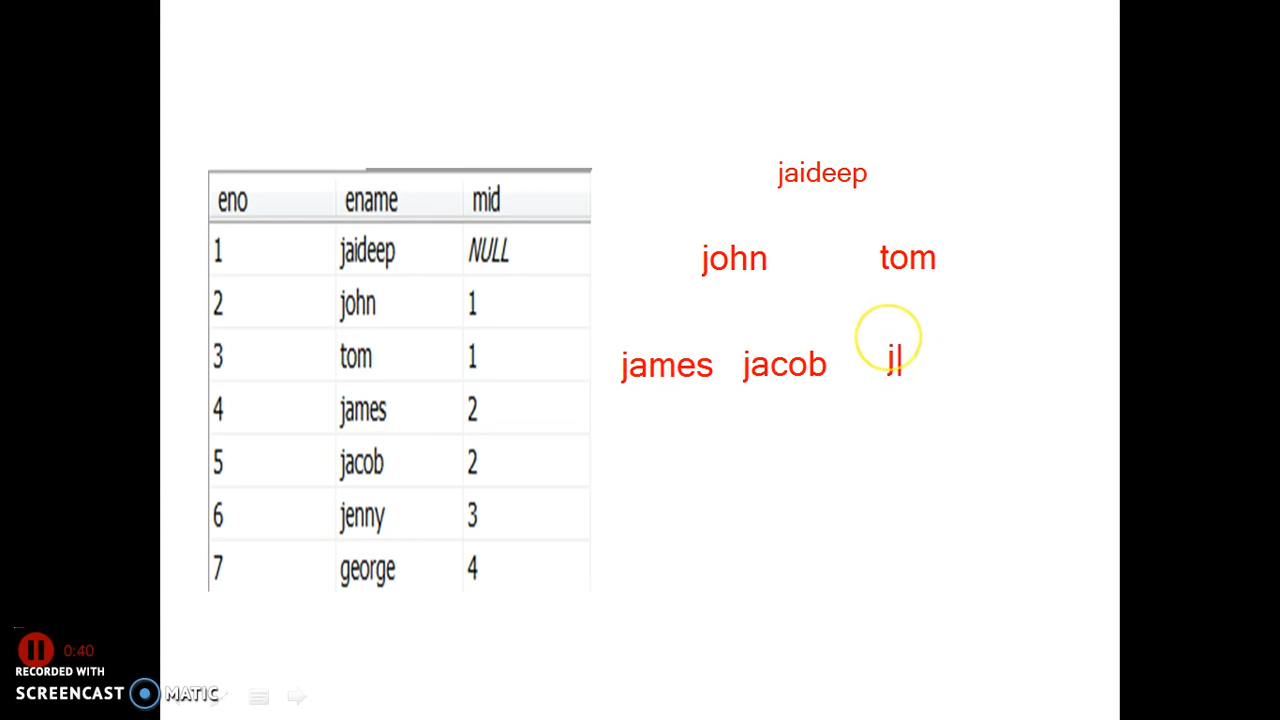 eno ename mid
1 jaideep NULL
2 john 1
3 tom 1
4 james 2
5 jacob 2
6 jenny 3
7 george 4
jaideep
john tom
james jacob j
0:40
RECORDED WITH
SCREENCAST MATIC